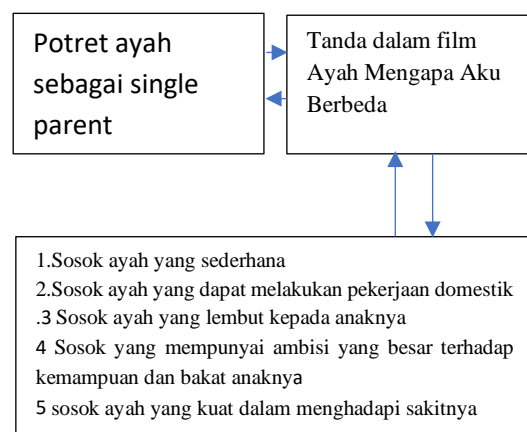 Potret ayah
sebagai single
parent
Tanda dalam film
Ayah Mengapa Aku
Berbeda
1.Sosok ayah yang sederhana
2.Sosok ayah yang dapat melakukan pekerjaan domestik
.3 Sosok ayah yang lembut kepada anaknya
4 Sosok yang mempunyai ambisi yang besar terhadap
kemampuan dan bakat anaknya
5 sosok ayah yang kuat dalam menghadapi sakitnya